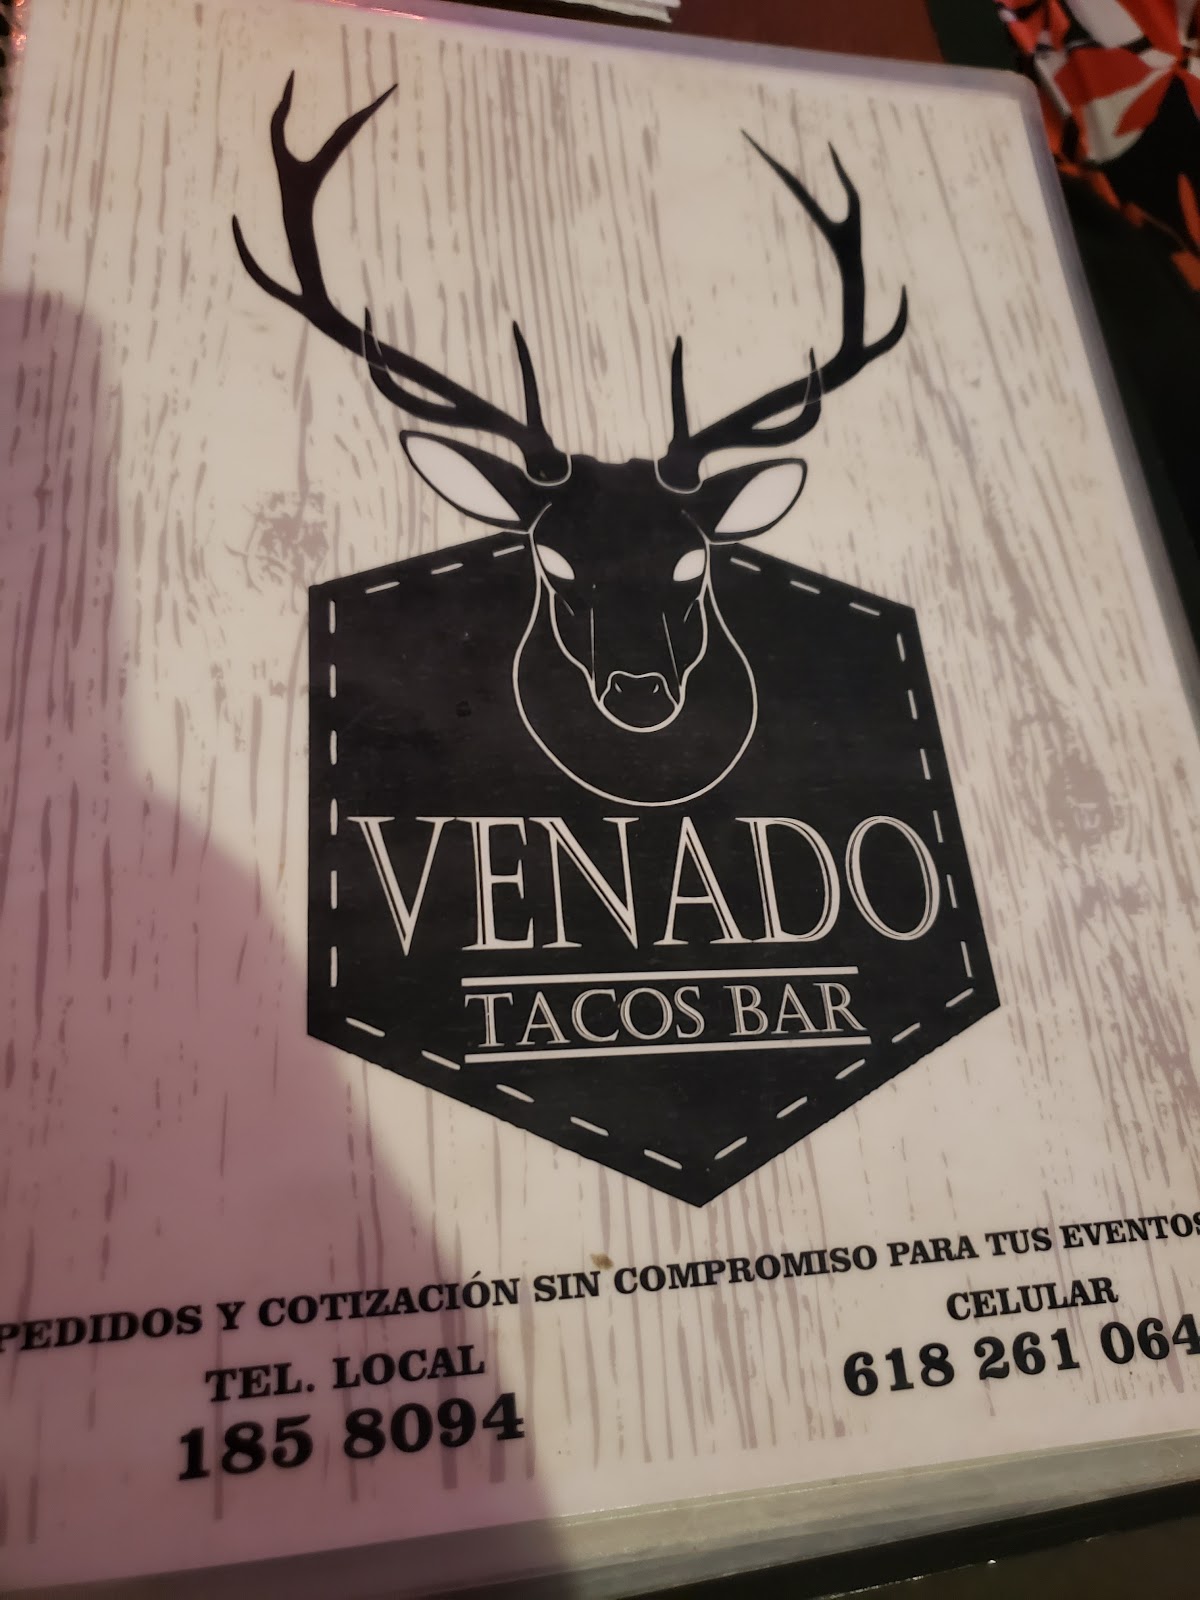 VENADO
TACOS BAR
PEDIDOS Y COTIZACIÓN SIN COMPROMISO PARA TUS EVENTOS
TEL. LOCAL
185 8094
CELULAR
618 261 064